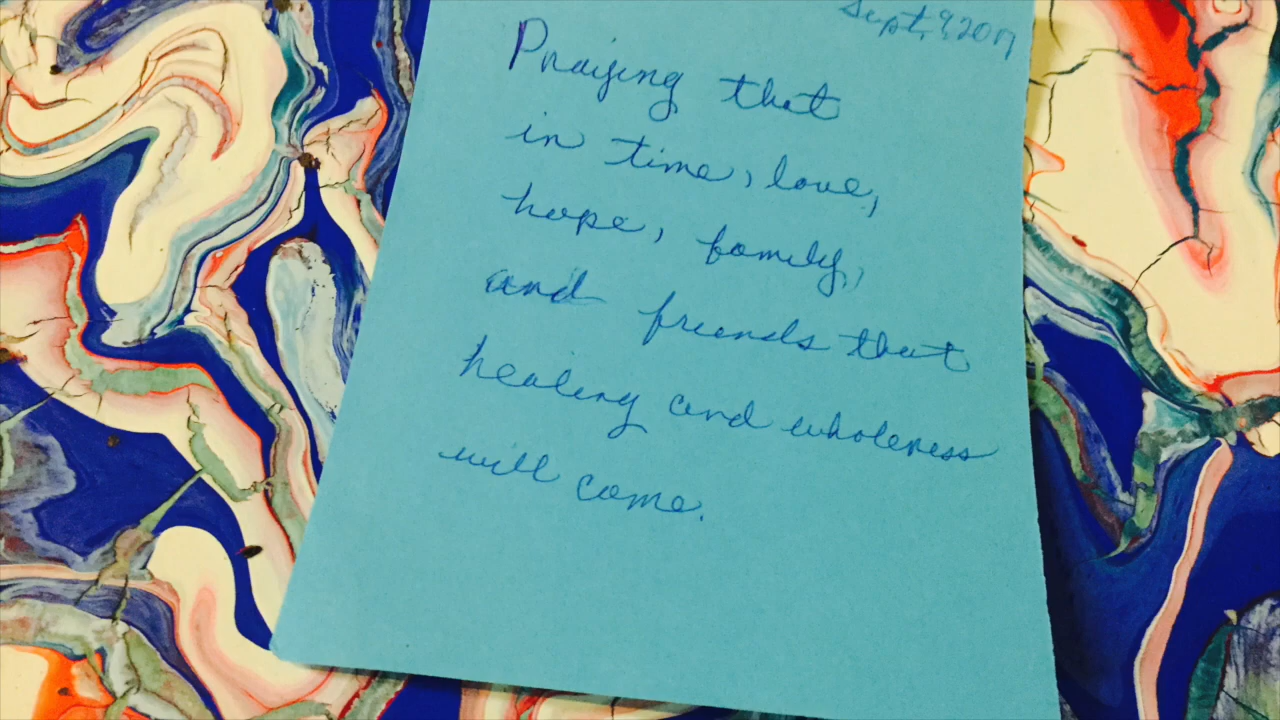 Sept, 9, 2017
Praying that
in time, love,
hope, family,
and friends that
healing and wholeness
will come.